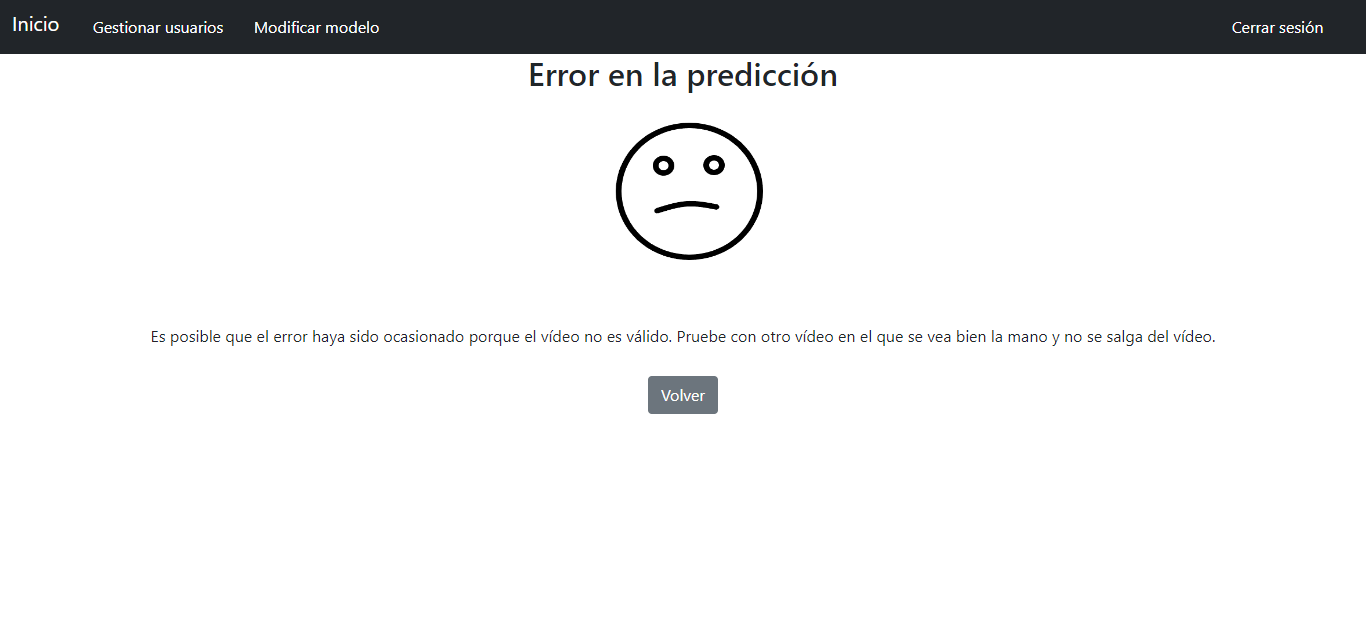 Inicio Gestionar usuarios Modificar modelo Cerrar sesión
Error en la predicción
Es posible que el error haya sido ocasionado porque el vídeo no es válido. Pruebe con otro vídeo en el que se vea bien la mano y no se salga del vídeo.
Volver